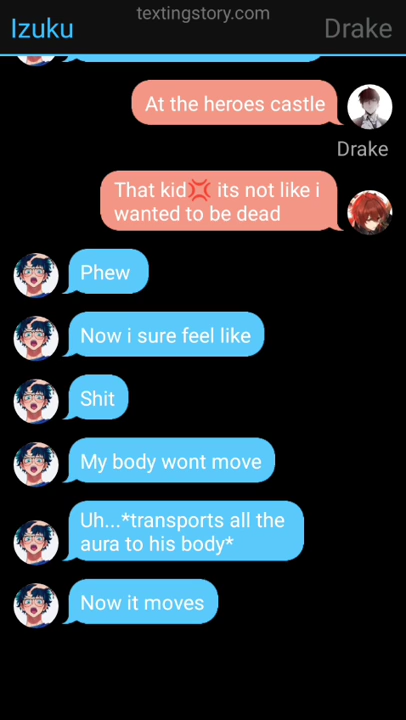 textingstory.com
Izuku
Drake
At the heroes castle
Drake
That kid💢 its not like i
wanted to be dead
Phew
Now i sure feel like
Shit
My body wont move
Uh...*transports all the
aura to his body*
Now it moves